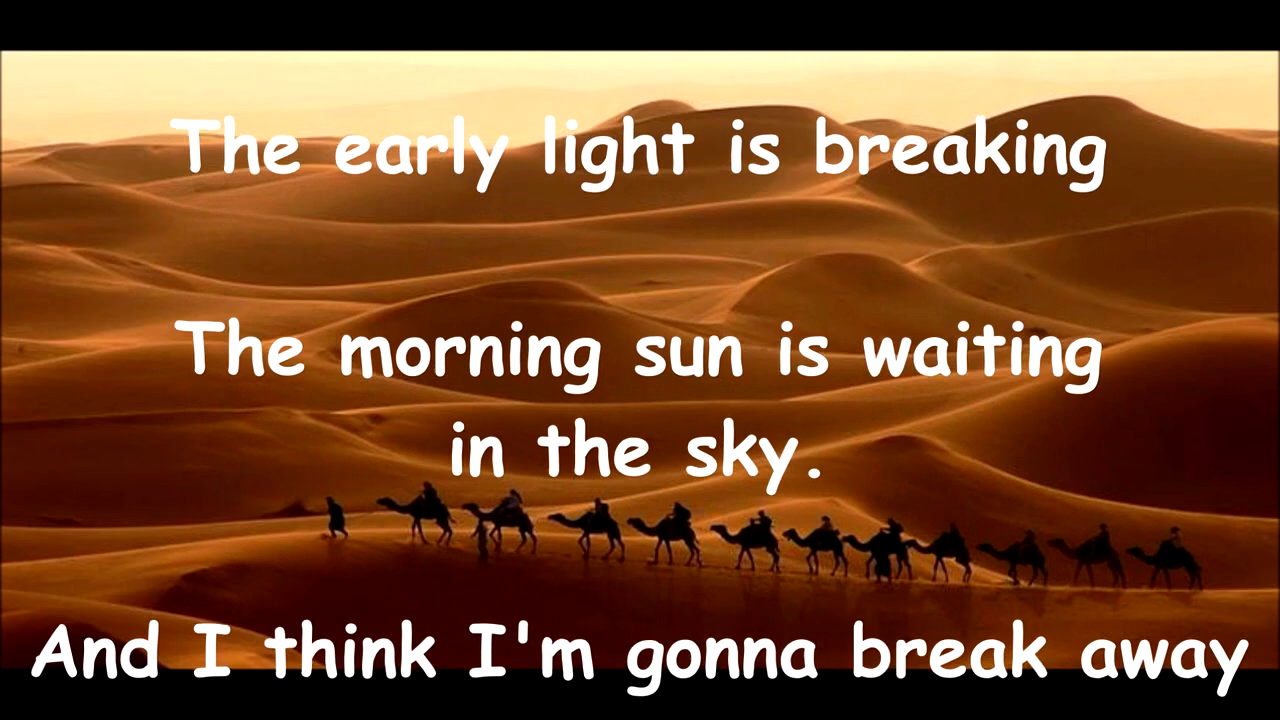 The early light is breaking
The morning sun is waiting
in the sky.
And I think I'm gonna break away